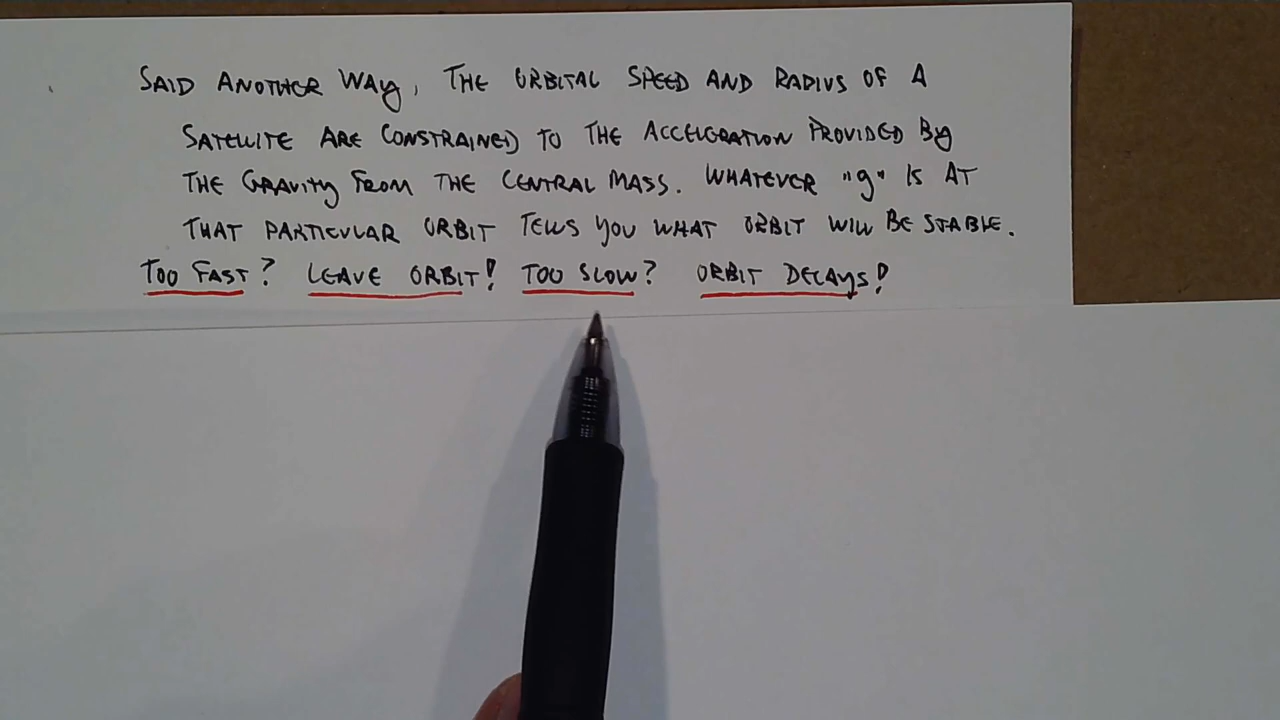 SAID ANOTHER WAY, THE ORBITAL SPEED AND RADIUS OF A
SATELLITE ARE CONSTRAINED TO THE ACCELERATION PROVIDED BY
THE GRAVITY FROM THE CENTRAL MASS. WHATEVER "g" IS AT
THAT PARTICULAR ORBIT TELLS YOU WHAT ORBIT WILL BE STABLE.
TOO FAST? LEAVE ORBIT! TOO SLOW? ORBIT DECAYS!